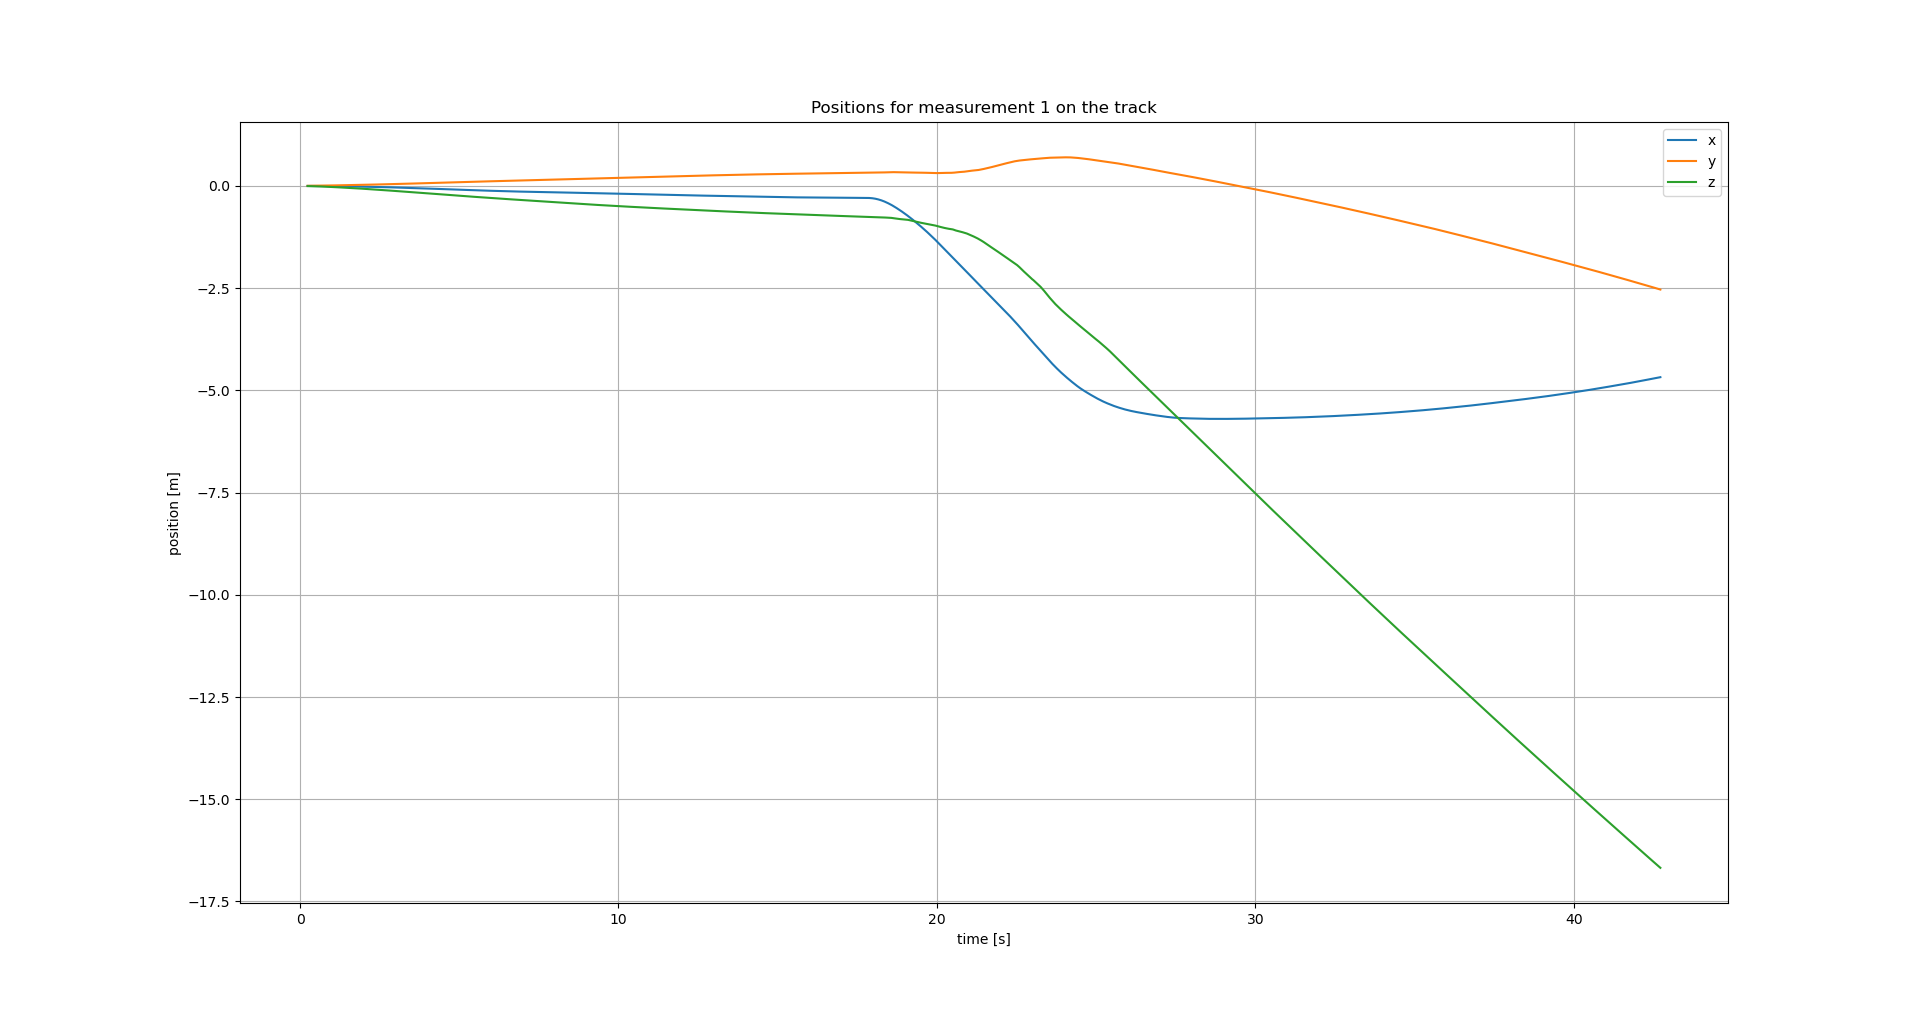 Positions for measurement 1 on the track
x
y
z
0.0
−2.5
−5.0
−7.5
−10.0
−12.5
−15.0
−17.5
position [m]
0 10 20 30 40
time [s]